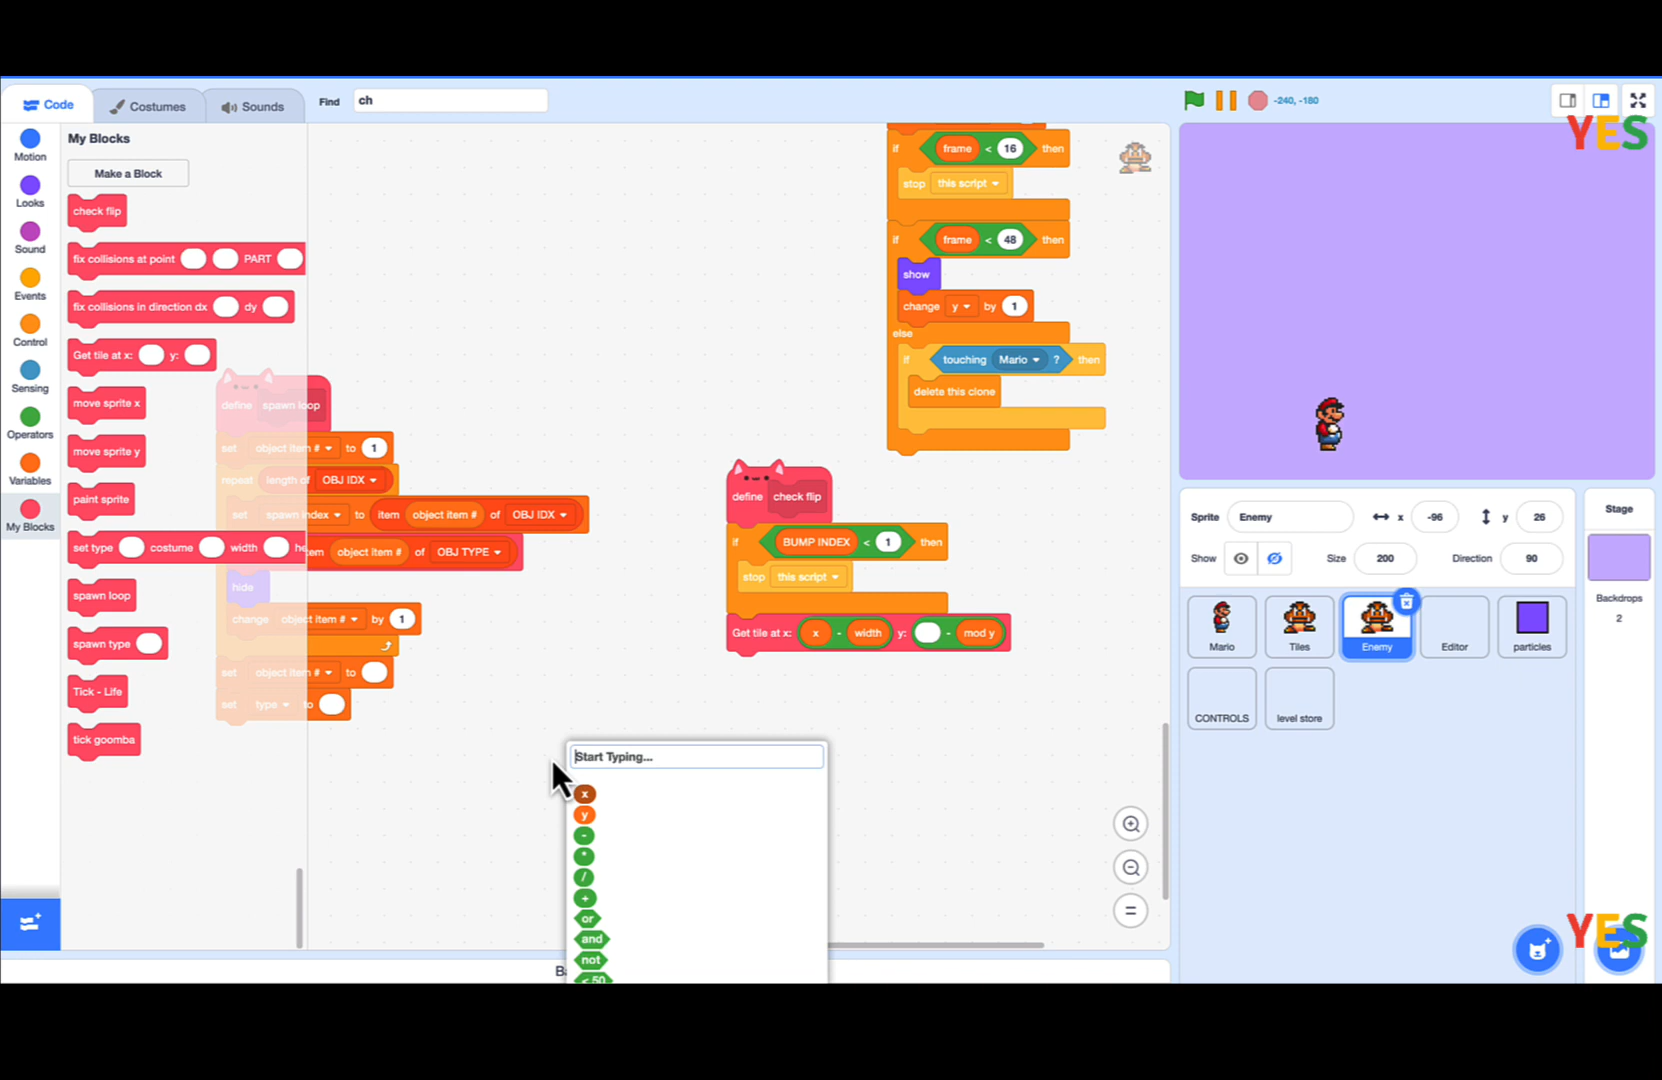 Code
Costumes
Sounds
Find
ch
-240, -180
YES
Motion
Looks
Sound
Events
Control
Sensing
Operators
Variables
My Blocks
My Blocks
Make a Block
check flip
fix collisions at point PART
fix collisions in direction dx dy
Get tile at x: y:
move sprite x
move sprite y
paint sprite
set type costume width he
spawn loop
spawn type
Tick - Life
tick goomba
define spawn loop
set object item # to 1
repeat length of OBJ IDX
set spawn index to item object item # of OBJ IDX
em object item # of OBJ TYPE
hide
change object item # by 1
set object item # to
set type to
if frame < 16 then
stop this script
if frame < 48 then
show
change y by 1
else
if touching Mario ? then
delete this clone
define check flip
if BUMP INDEX < 1 then
stop this script
Get tile at x: x - width y: - mod y
Start Typing...
x
y
-
*
/
+
or
and
not
< 50
Ba
Sprite Enemy x -96 y 26
Show Size 200 Direction 90
Mario
Tiles
Enemy
Editor
particles
CONTROLS
level store
Stage
Backdrops
2
YES